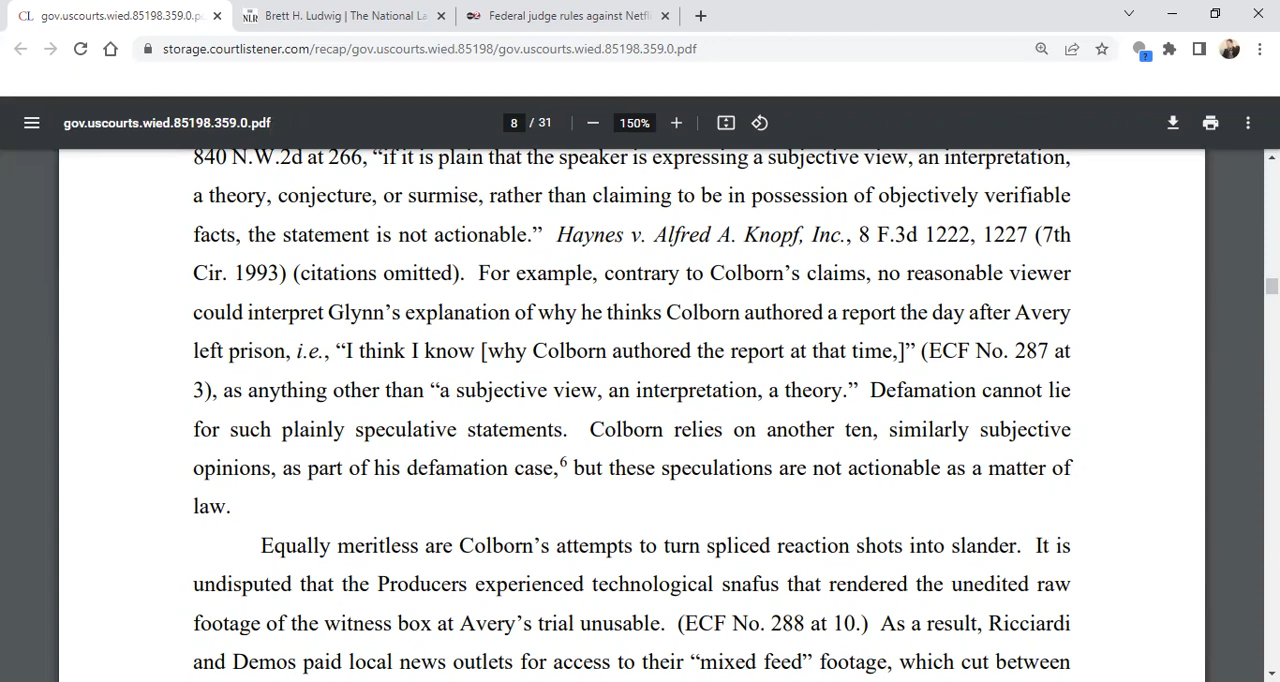 CL gov.uscourts.wied.85198.359.0.p
THE NLR Brett H. Ludwig | The National La
Federal judge rules against Netfl
storage.courtlistener.com/recap/gov.uscourts.wied.85198/gov.uscourts.wied.85198.359.0.pdf
?
gov.uscourts.wied.85198.359.0.pdf
8 / 31
150%
840 N.W.2d at 266, “if it is plain that the speaker is expressing a subjective view, an interpretation,
a theory, conjecture, or surmise, rather than claiming to be in possession of objectively verifiable
facts, the statement is not actionable.” Haynes v. Alfred A. Knopf, Inc., 8 F.3d 1222, 1227 (7th
Cir. 1993) (citations omitted). For example, contrary to Colborn’s claims, no reasonable viewer
could interpret Glynn’s explanation of why he thinks Colborn authored a report the day after Avery
left prison, i.e., “I think I know [why Colborn authored the report at that time,]” (ECF No. 287 at
3), as anything other than “a subjective view, an interpretation, a theory.” Defamation cannot lie
for such plainly speculative statements. Colborn relies on another ten, similarly subjective
opinions, as part of his defamation case,6 but these speculations are not actionable as a matter of
law.
Equally meritless are Colborn’s attempts to turn spliced reaction shots into slander. It is
undisputed that the Producers experienced technological snafus that rendered the unedited raw
footage of the witness box at Avery’s trial unusable. (ECF No. 288 at 10.) As a result, Ricciardi
and Demos paid local news outlets for access to their “mixed feed” footage, which cut between